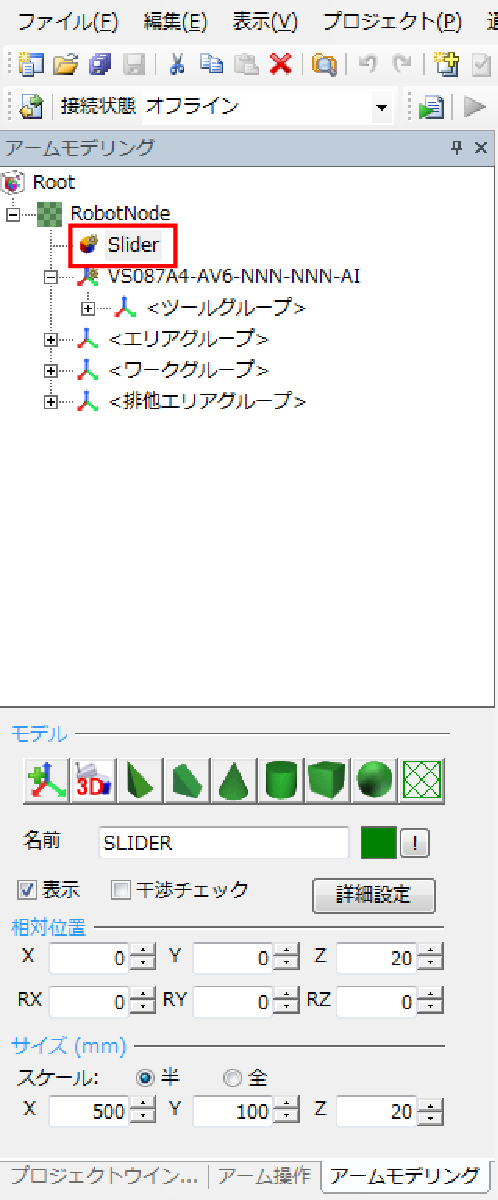 ファイル(F) 編集(E) 表示(V) プロジェクト(P)
接続状態 オフライン
アームモデリング
Root
RobotNode
Slider
VS087A4-AV6-NNN-NNN-AI
<ツールグループ>
<エリアグループ>
<ワークグループ>
<排他エリアグループ>
モデル
3D
名前 SLIDER !
表示 干渉チェック 詳細設定
相対位置
X 0 Y 0 Z 20
RX 0 RY 0 RZ 0
サイズ (mm)
スケール: 半 全
X 500 Y 100 Z 20
プロジェクトウイン... アーム操作 アームモデリング